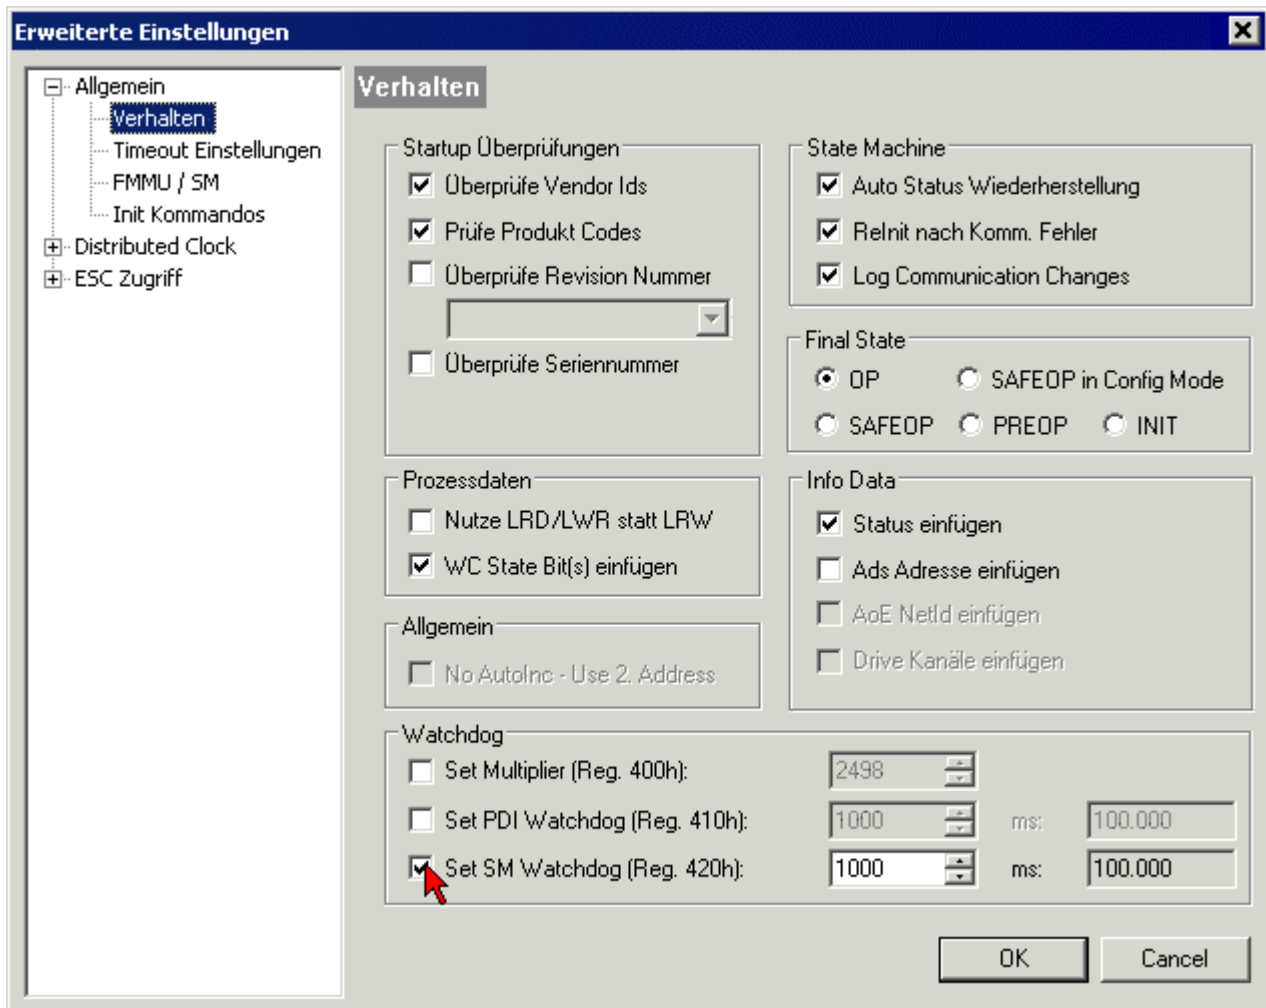 Erweiterte Einstellungen
Allgemein
Verhalten
Timeout Einstellungen
FMMU / SM
Init Kommandos
Distributed Clock
ESC Zugriff
Verhalten
Startup Überprüfungen
Überprüfe Vendor Ids
Prüfe Produkt Codes
Überprüfe Revision Nummer
Überprüfe Seriennummer
State Machine
Auto Status Wiederherstellung
ReInit nach Komm. Fehler
Log Communication Changes
Final State
OP SAFEOP in Config Mode
SAFEOP PREOP INIT
Prozessdaten
Nutze LRD/LWR statt LRW
WC State Bit(s) einfügen
Info Data
Status einfügen
Ads Adresse einfügen
AoE NetId einfügen
Drive Kanäle einfügen
Allgemein
No AutoInc - Use 2. Address
Watchdog
Set Multiplier (Reg. 400h): 2498
Set PDI Watchdog (Reg. 410h): 1000 ms: 100.000
Set SM Watchdog (Reg. 420h): 1000 ms: 100.000
OK Cancel